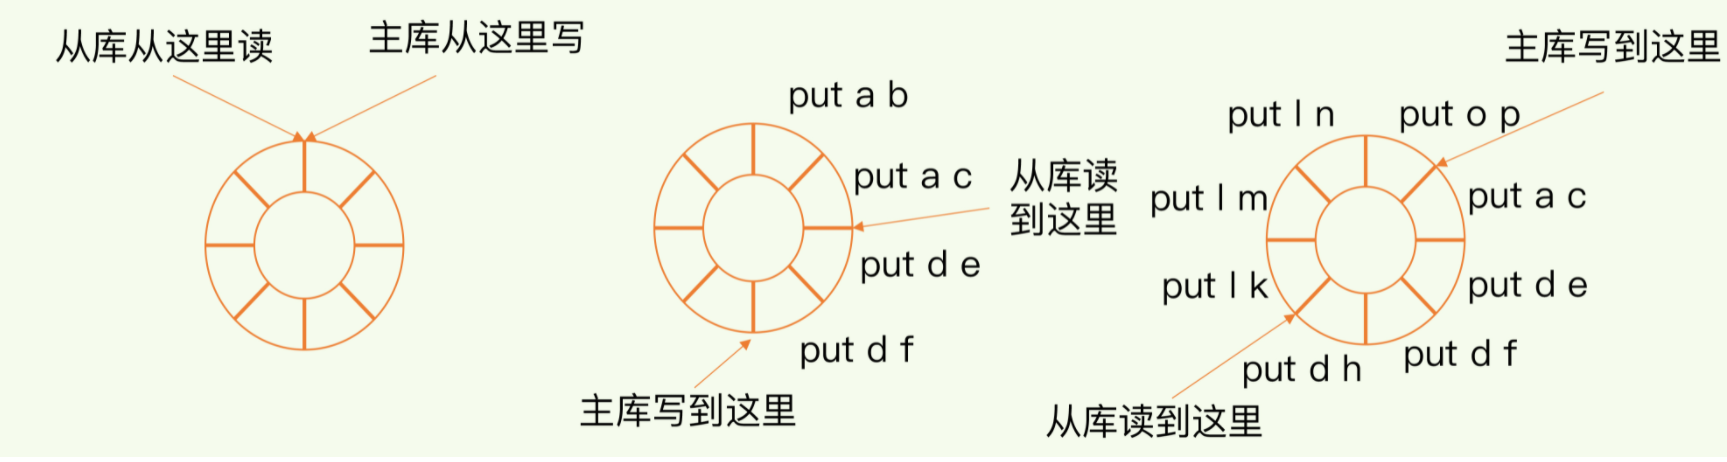 从库从这里读
主库从这里写
put a b
put a c
从库读
到这里
put d e
put d f
主库写到这里
主库写到这里
put l n
put o p
put l m
put a c
put l k
put d e
put d h
put d f
从库读到这里